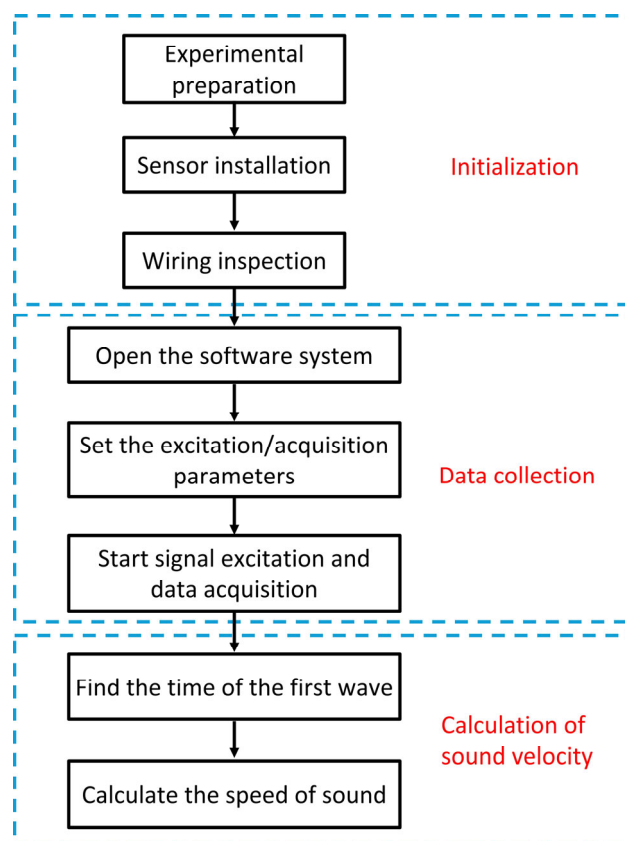 Experimental
preparation
Sensor installation
Initialization
Wiring inspection
Open the software system
Set the excitation/acquisition
parameters
Data collection
Start signal excitation and
data acquisition
Find the time of the first wave
Calculation of
sound velocity
Calculate the speed of sound